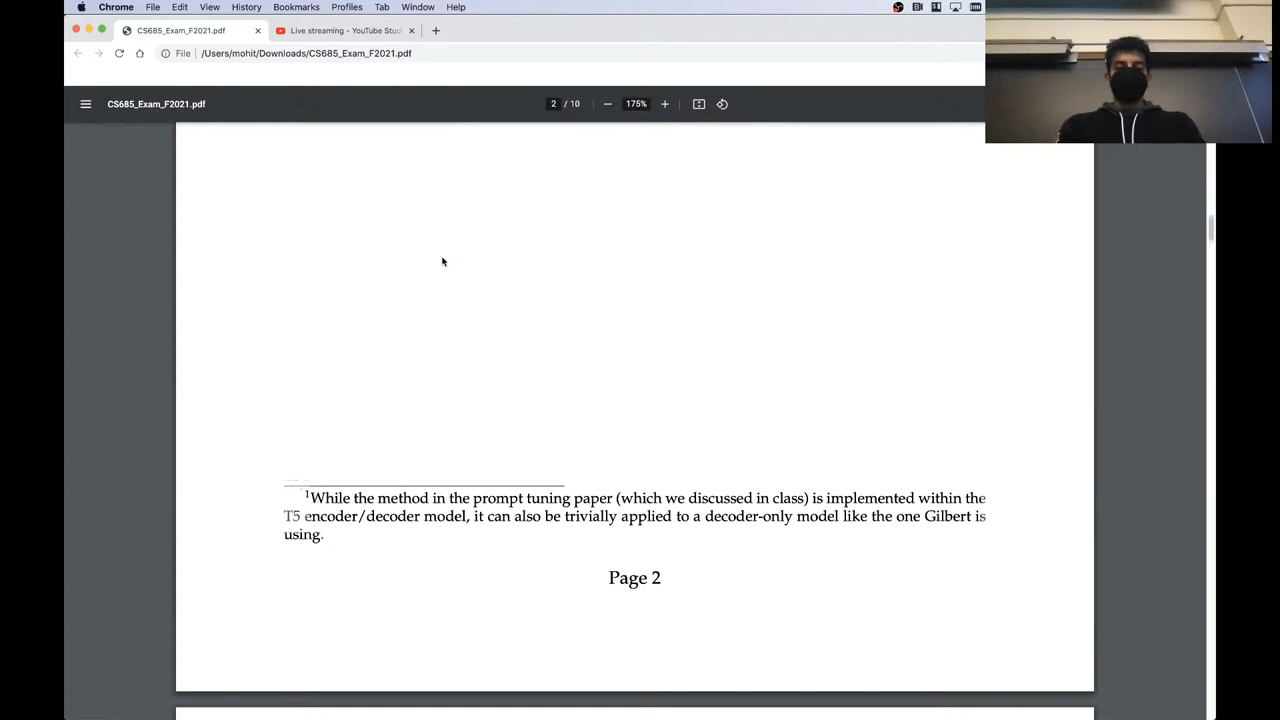 Chrome File Edit View History Bookmarks Profiles Tab Window Help
CS685_Exam_F2021.pdf Live streaming - YouTube Stud
File /Users/mohit/Downloads/CS685_Exam_F2021.pdf
CS685_Exam_F2021.pdf 2 / 10 175%
1While the method in the prompt tuning paper (which we discussed in class) is implemented within the
T5 encoder/decoder model, it can also be trivially applied to a decoder-only model like the one Gilbert is
using.
Page 2